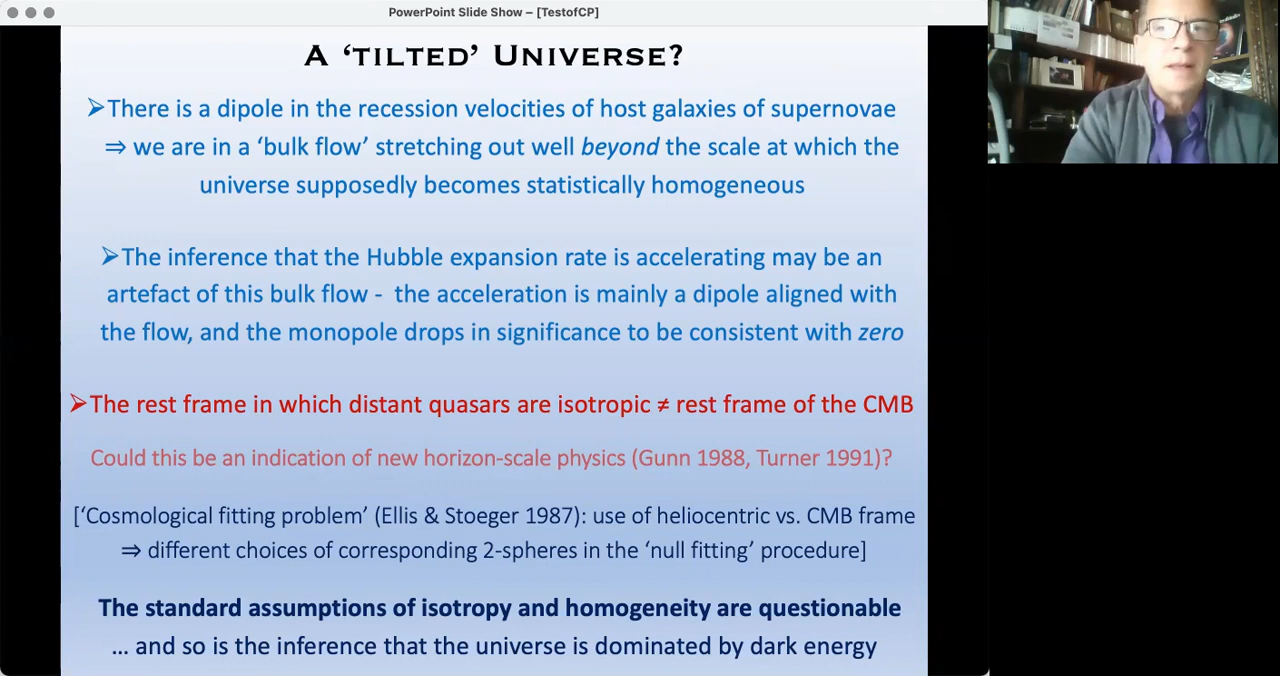 PowerPoint Slide Show – [TestofCP]
A ‘TILTED’ UNIVERSE?
➢There is a dipole in the recession velocities of host galaxies of supernovae
⇒ we are in a ‘bulk flow’ stretching out well beyond the scale at which the
universe supposedly becomes statistically homogeneous
➢The inference that the Hubble expansion rate is accelerating may be an
artefact of this bulk flow - the acceleration is mainly a dipole aligned with
the flow, and the monopole drops in significance to be consistent with zero
➢The rest frame in which distant quasars are isotropic ≠ rest frame of the CMB
Could this be an indication of new horizon-scale physics (Gunn 1988, Turner 1991)?
[‘Cosmological fitting problem’ (Ellis & Stoeger 1987): use of heliocentric vs. CMB frame
⇒ different choices of corresponding 2-spheres in the ‘null fitting’ procedure]
The standard assumptions of isotropy and homogeneity are questionable
... and so is the inference that the universe is dominated by dark energy